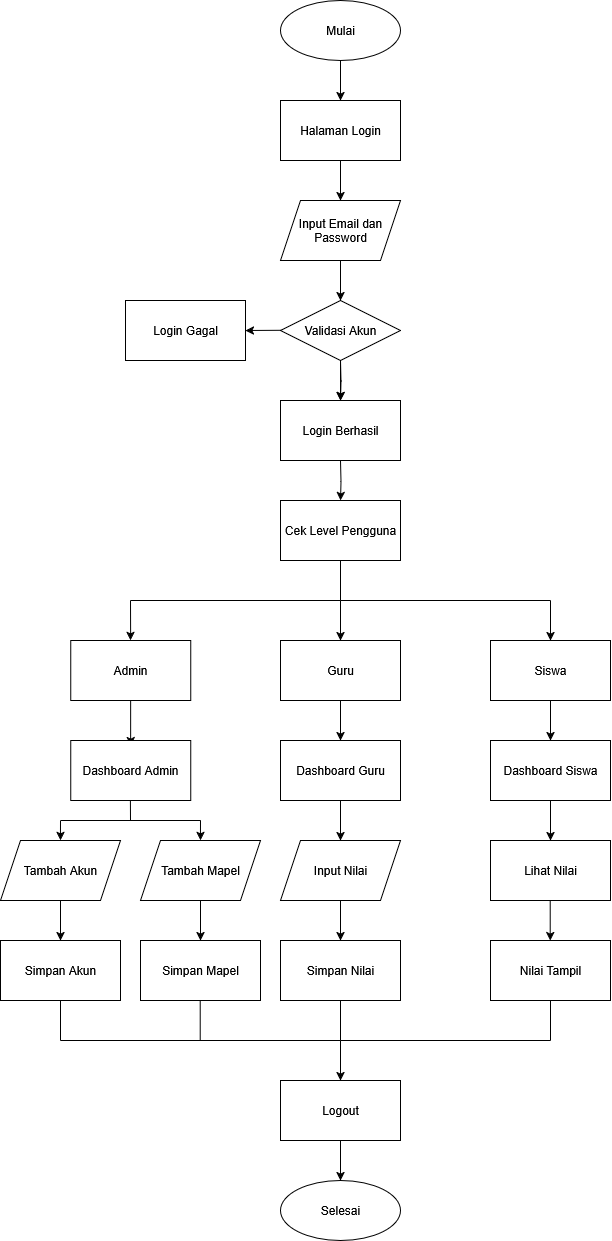 Mulai
Halaman Login
Input Email dan
Password
Validasi Akun
Login Gagal
Login Berhasil
Cek Level Pengguna
Admin
Guru
Siswa
Dashboard Admin
Dashboard Guru
Dashboard Siswa
Tambah Akun
Tambah Mapel
Input Nilai
Lihat Nilai
Simpan Akun
Simpan Mapel
Simpan Nilai
Nilai Tampil
Logout
Selesai